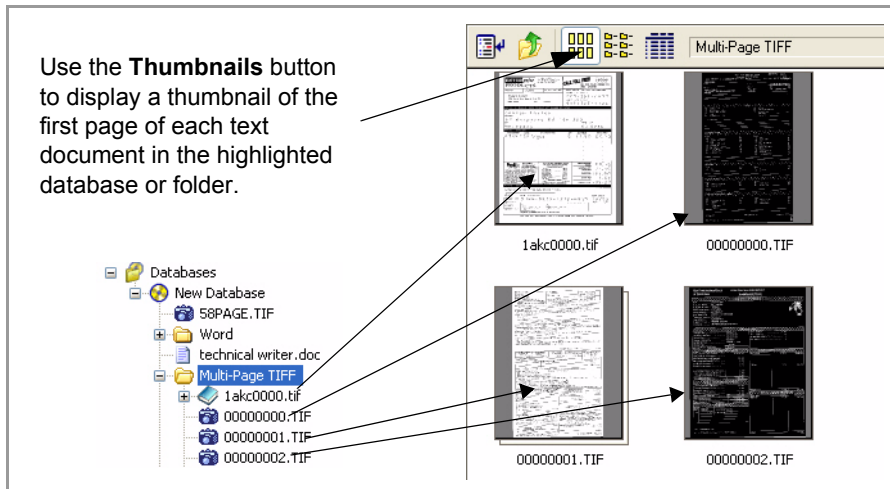 Use the Thumbnails button
to display a thumbnail of the
first page of each text
document in the highlighted
database or folder.
Multi-Page TIFF
1akc0000.tif
00000000.TIF
00000001.TIF
00000002.TIF
Databases
New Database
58PAGE.TIF
Word
technical writer.doc
Multi-Page TIFF
1akc0000.tif
00000000.TIF
00000001.TIF
00000002.TIF